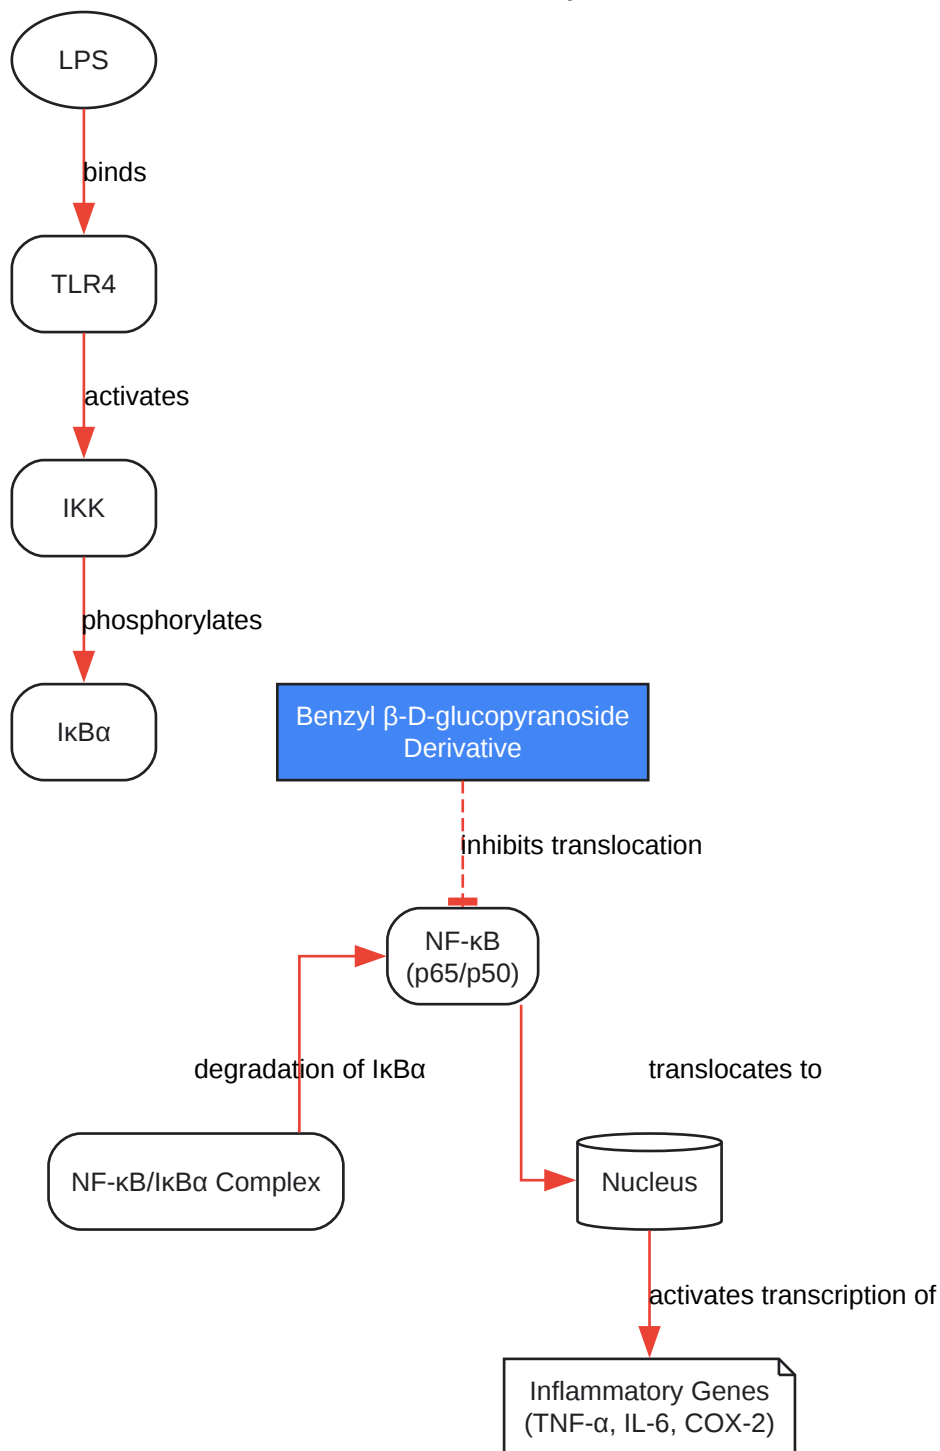 LPS
binds
TLR4
activates
IKK
phosphorylates
IκBα
Benzyl β-D-glucopyranoside
Derivative
inhibits translocation
NF-κB
(p65/p50)
degradation of IκBα
translocates to
NF-κB/IκBα Complex
Nucleus
activates transcription of
Inflammatory Genes
(TNF-α, IL-6, COX-2)